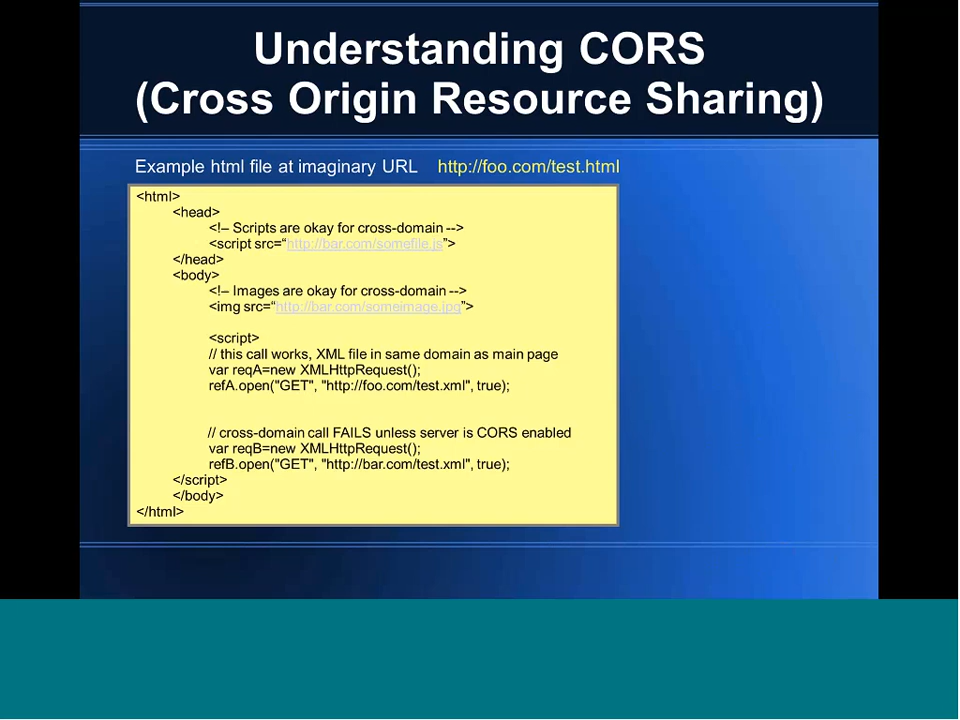 Understanding CORS
(Cross Origin Resource Sharing)
Example html file at imaginary URL http://foo.com/test.html
<html>
<head>
<!– Scripts are okay for cross-domain -->
<script src=“http://bar.com/somefile.js”>
</head>
<body>
<!– Images are okay for cross-domain -->
<img src=“http://bar.com/someimage.jpg”>
<script>
// this call works, XML file in same domain as main page
var reqA=new XMLHttpRequest();
refA.open("GET", "http://foo.com/test.xml", true);
// cross-domain call FAILS unless server is CORS enabled
var reqB=new XMLHttpRequest();
refB.open("GET", "http://bar.com/test.xml", true);
</script>
</body>
</html>